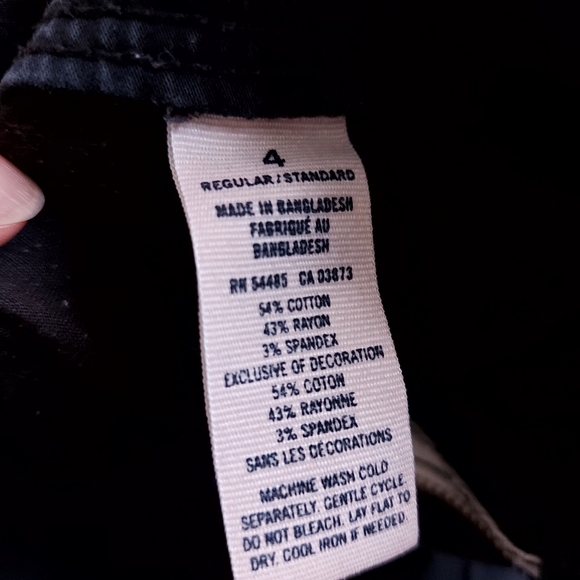 4
REGULAR/STANDARD
MADE IN BANGLADESH
FABRIQUÉ AU
BANGLADESH
RN 54485 CA 03873
54% COTTON
43% RAYON
3% SPANDEX
EXCLUSIVE OF DECORATION
54% COTON
43% RAYONNE
3% SPANDEX
SANS LES DÉCORATIONS
MACHINE WASH COLD
SEPARATELY. GENTLE CYCLE.
DO NOT BLEACH. LAY FLAT TO
DRY. COOL IRON IF NEEDED.